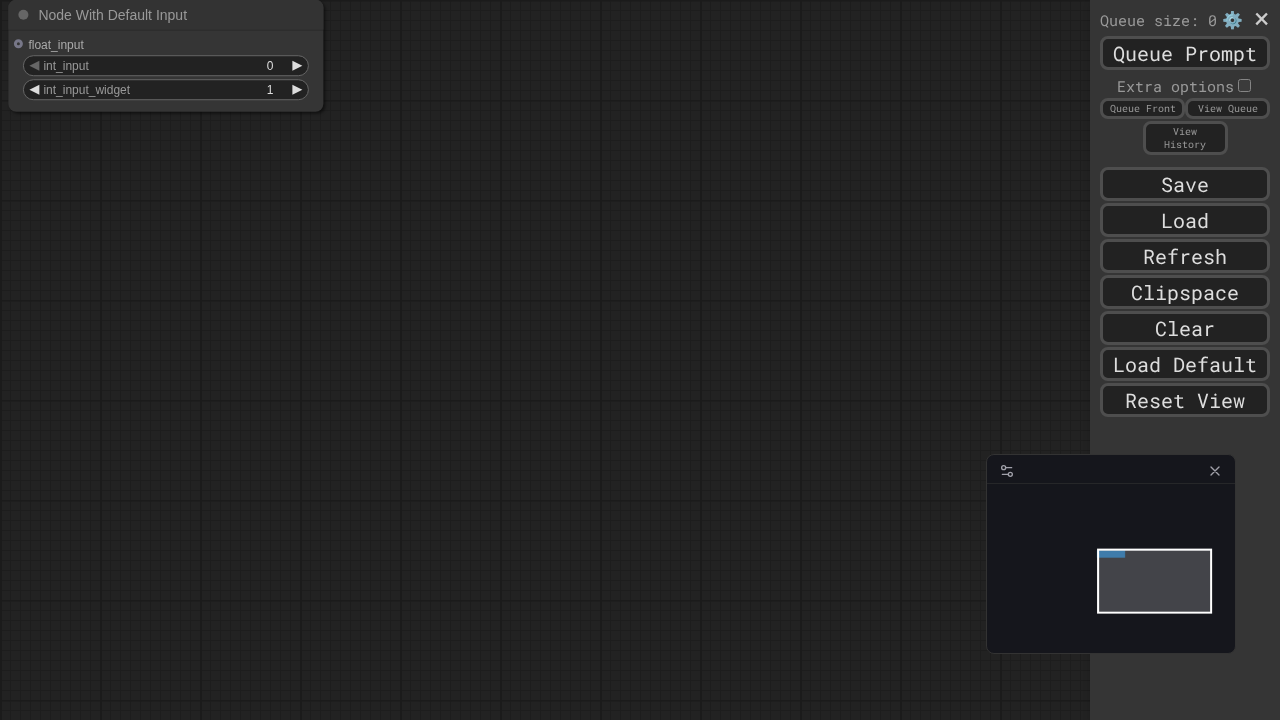 Node With Default Input
float_input
int_input 0
int_input_widget 1
Queue size: 0
Queue Prompt
Extra options
Queue Front
View Queue
View
History
Save
Load
Refresh
Clipspace
Clear
Load Default
Reset View